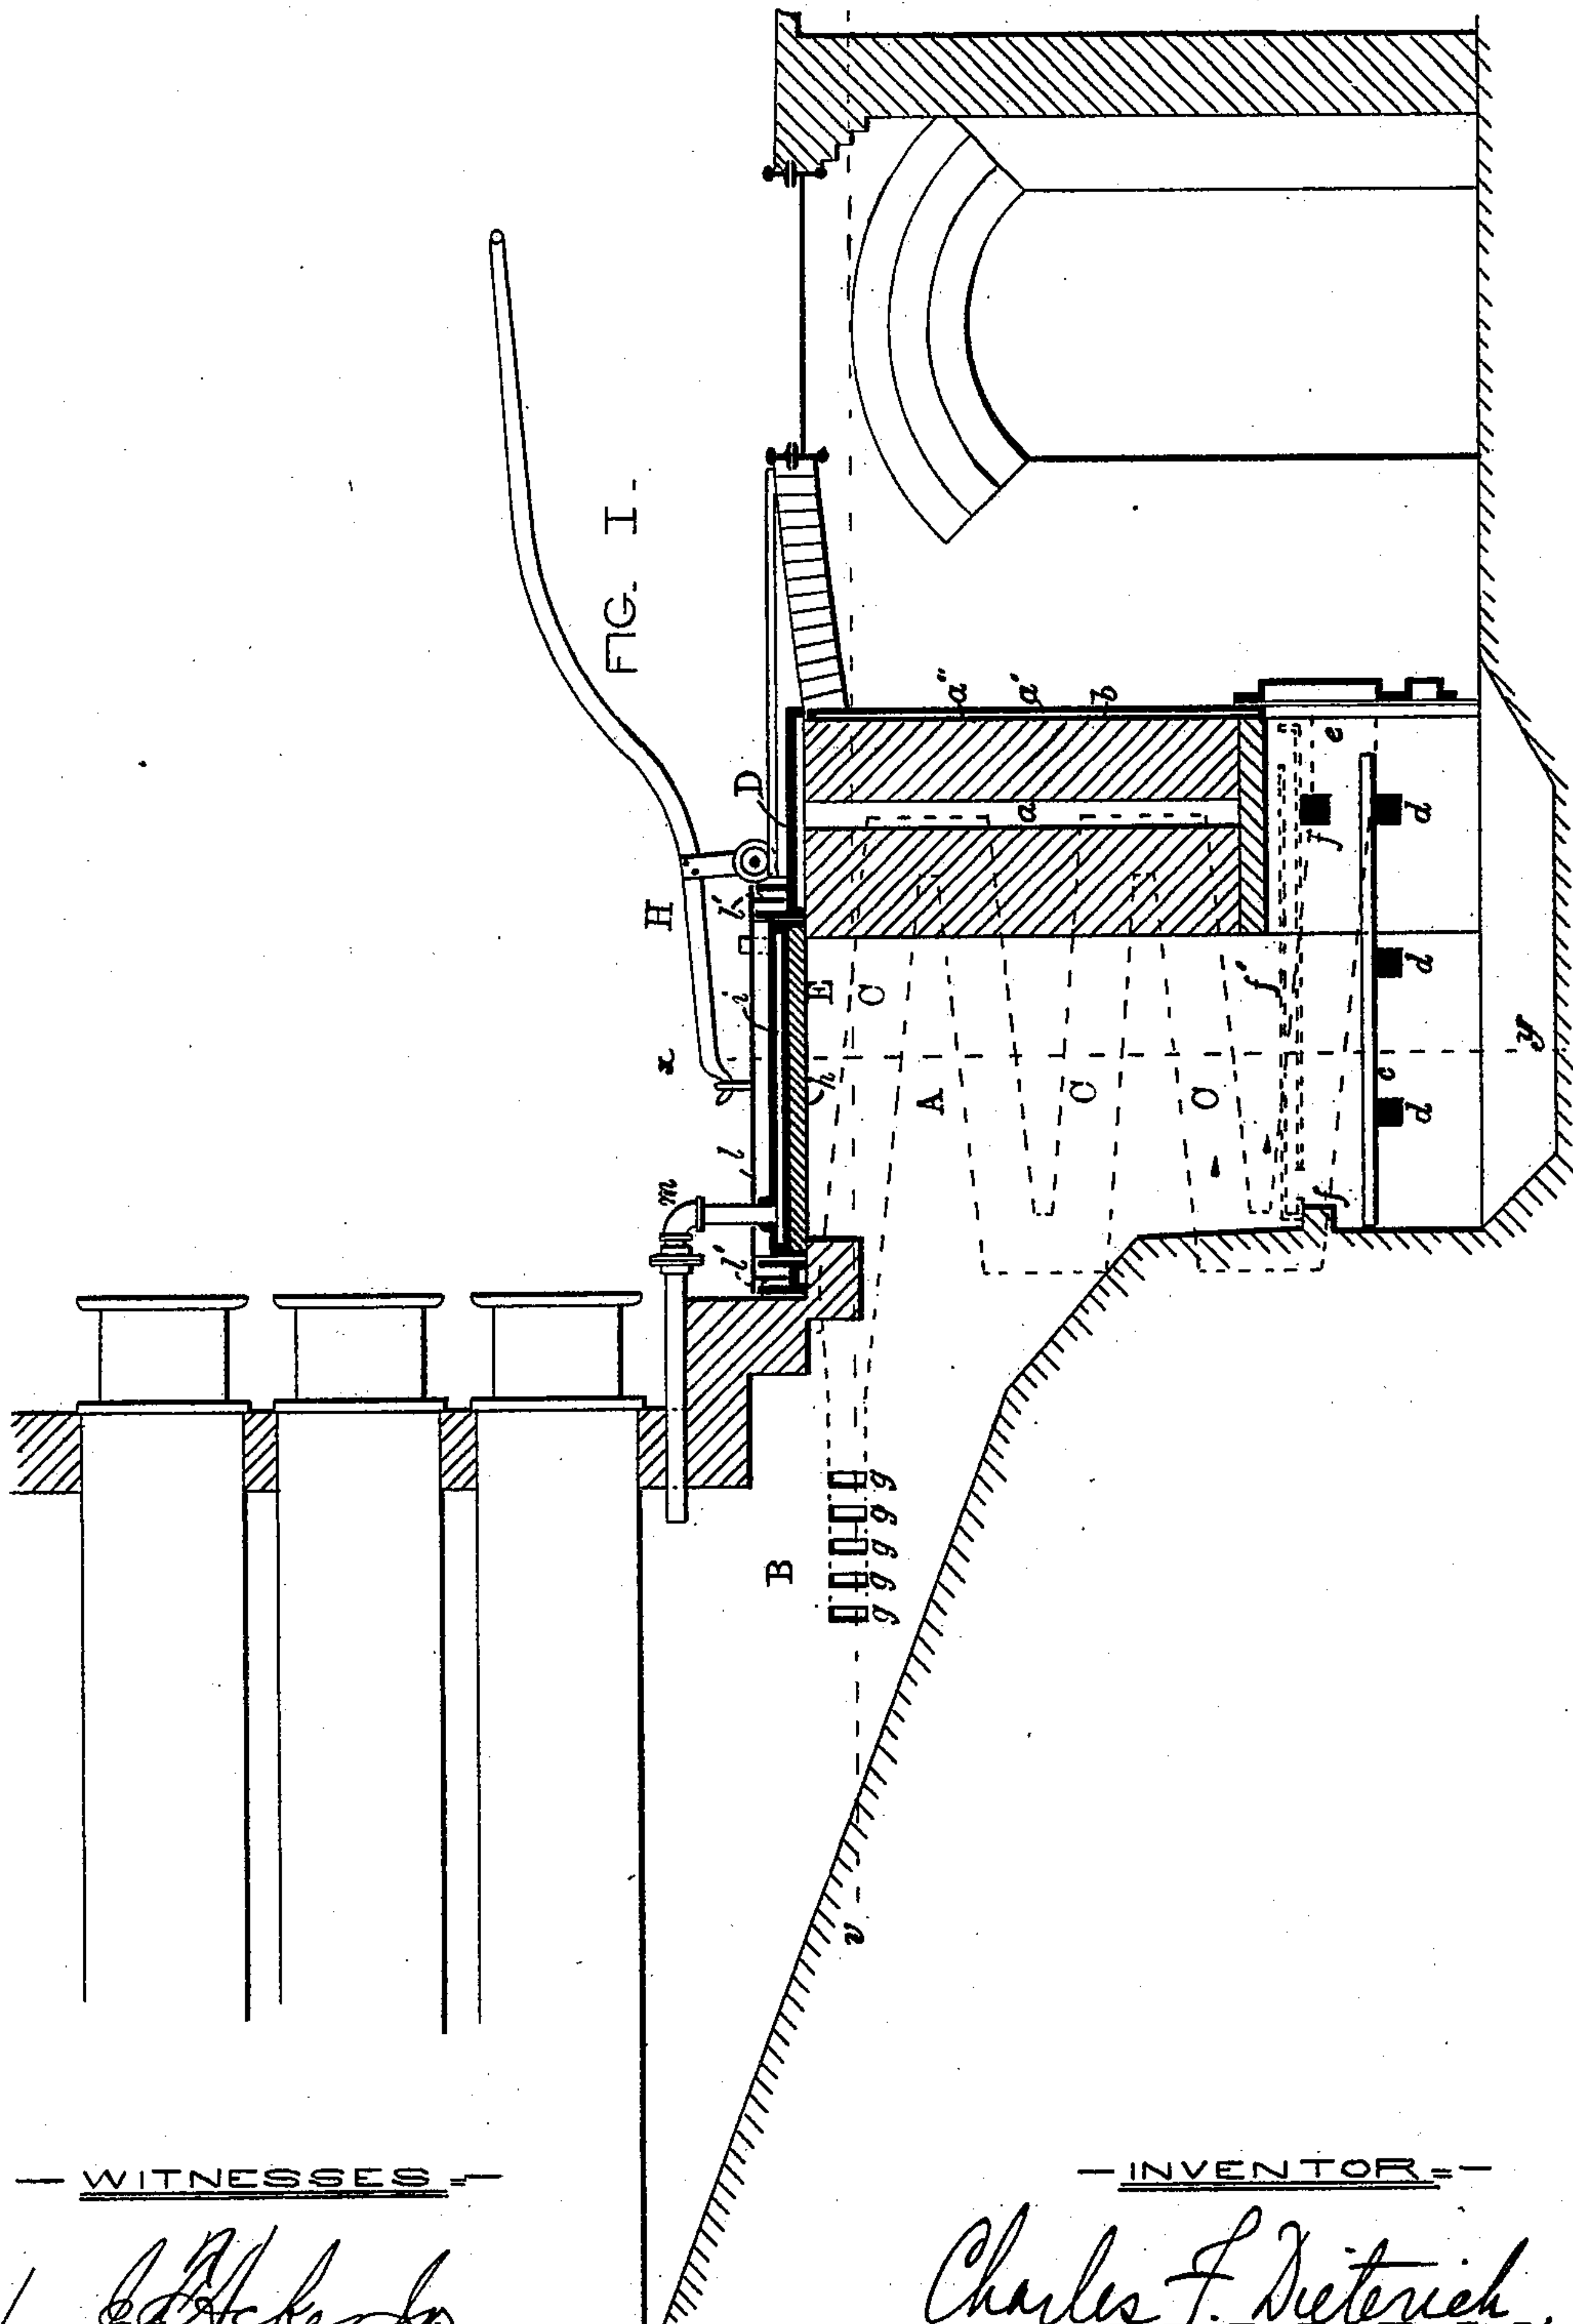 FIG. I.
H
D
x
i
l'
E
C
l
m
h
l'
A
C
C
a''
a'
b
a
e
f
f'
d
d
d
c
y
f
B
g g g g g
v
— WITNESSES =—
— INVENTOR =—
Charles F. Dieterich.